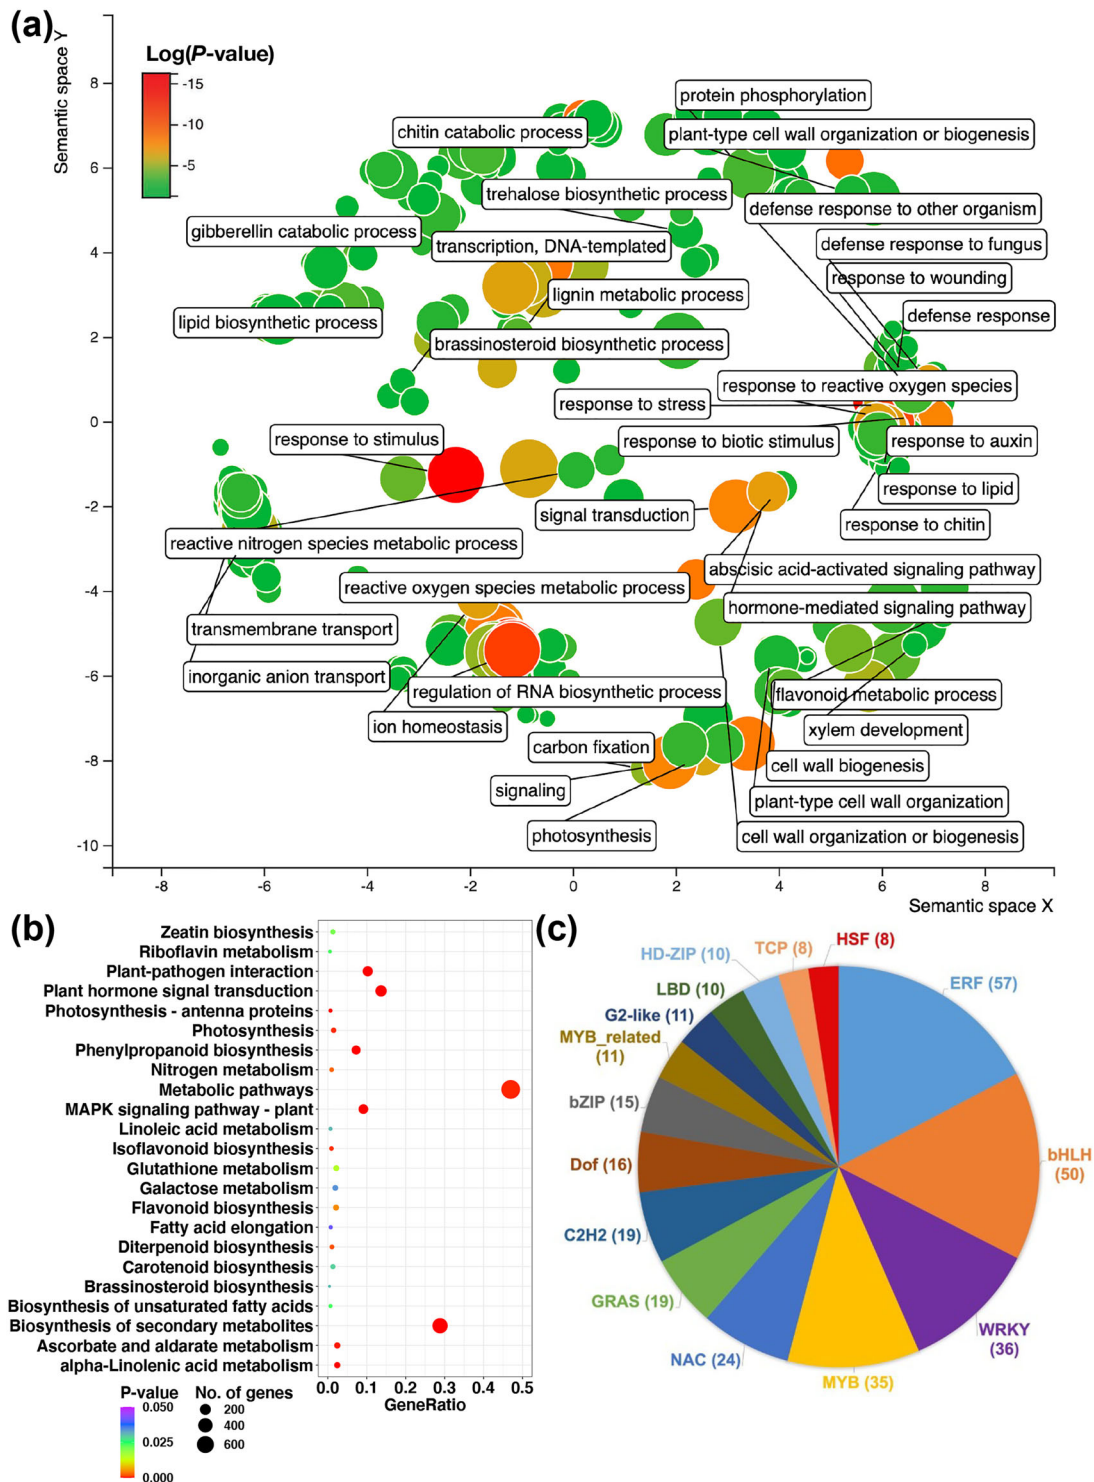 (a)
Semantic space Y
Log(P-value)
-15
-10
-5
8
6
4
2
0
-2
-4
-6
-8
-10
protein phosphorylation
chitin catabolic process
plant-type cell wall organization or biogenesis
trehalose biosynthetic process
defense response to other organism
gibberellin catabolic process
transcription, DNA-templated
defense response to fungus
response to wounding
lignin metabolic process
defense response
lipid biosynthetic process
brassinosteroid biosynthetic process
response to reactive oxygen species
response to stress
response to stimulus
response to biotic stimulus
response to auxin
response to lipid
signal transduction
response to chitin
reactive nitrogen species metabolic process
abscisic acid-activated signaling pathway
reactive oxygen species metabolic process
hormone-mediated signaling pathway
transmembrane transport
inorganic anion transport
regulation of RNA biosynthetic process
flavonoid metabolic process
ion homeostasis
xylem development
carbon fixation
cell wall biogenesis
signaling
plant-type cell wall organization
photosynthesis
cell wall organization or biogenesis
-8 -6 -4 -2 0 2 4 6 8
Semantic space X
(b)
Zeatin biosynthesis
Riboflavin metabolism
Plant-pathogen interaction
Plant hormone signal transduction
Photosynthesis - antenna proteins
Photosynthesis
Phenylpropanoid biosynthesis
Nitrogen metabolism
Metabolic pathways
MAPK signaling pathway - plant
Linoleic acid metabolism
Isoflavonoid biosynthesis
Glutathione metabolism
Galactose metabolism
Flavonoid biosynthesis
Fatty acid elongation
Diterpenoid biosynthesis
Carotenoid biosynthesis
Brassinosteroid biosynthesis
Biosynthesis of unsaturated fatty acids
Biosynthesis of secondary metabolites
Ascorbate and aldarate metabolism
alpha-Linolenic acid metabolism
0.0 0.1 0.2 0.3 0.4 0.5
GeneRatio
P-value
0.050
0.025
0.000
No. of genes
200
400
600
(c)
HSF (8)
TCP (8)
HD-ZIP (10)
LBD (10)
G2-like (11)
MYB_related
(11)
bZIP (15)
Dof (16)
C2H2 (19)
GRAS (19)
NAC (24)
MYB (35)
WRKY
(36)
bHLH
(50)
ERF (57)